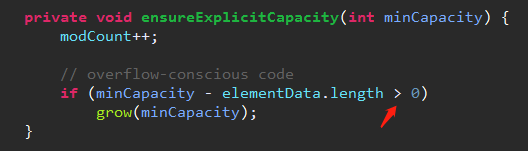 private void ensureExplicitCapacity(int minCapacity) {
    modCount++;
    // overflow-conscious code
    if (minCapacity - elementData.length > 0)
        grow(minCapacity);
}